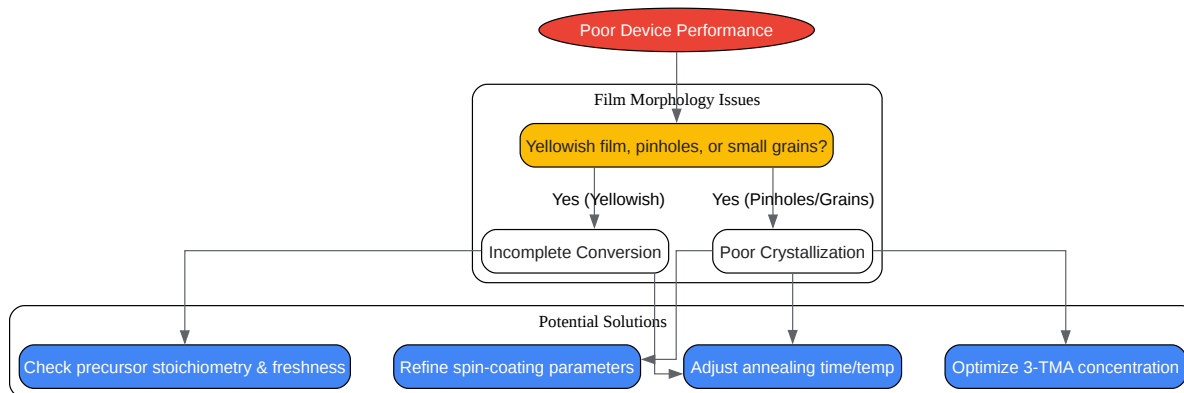 Poor Device Performance
Film Morphology Issues
Yellowish film, pinholes, or small grains?
Yes (Yellowish)
Yes (Pinholes/Grains)
Incomplete Conversion
Poor Crystallization
Potential Solutions
Check precursor stoichiometry & freshness
Refine spin-coating parameters
Adjust annealing time/temp
Optimize 3-TMA concentration